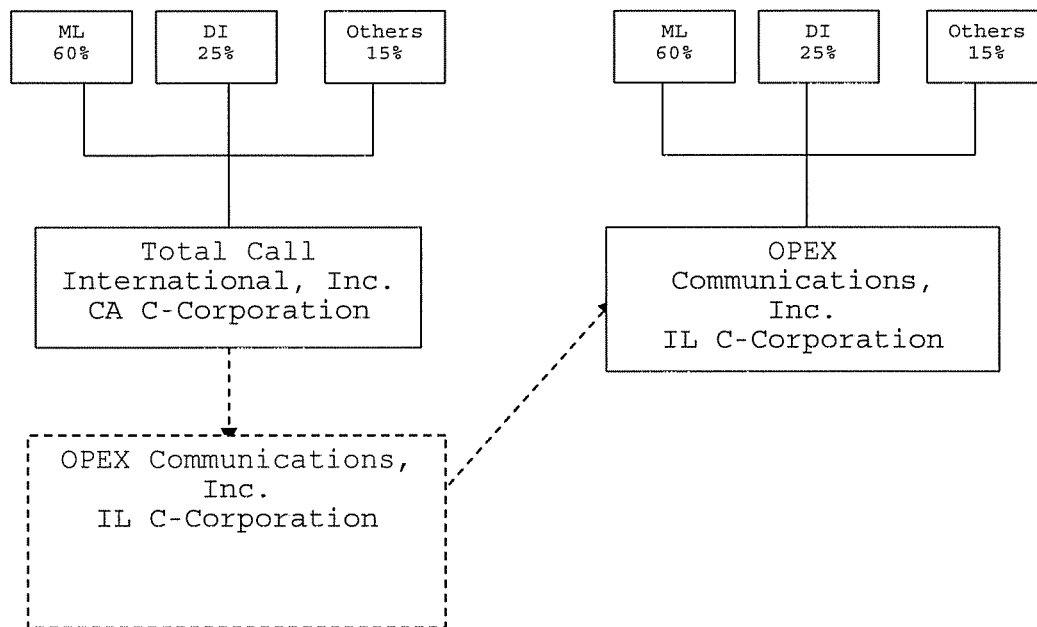 ML
60%
DI
25%
Others
15%
ML
60%
DI
25%
Others
15%
Total Call
International, Inc.
CA C-Corporation
OPEX
Communications,
Inc.
IL C-Corporation
OPEX Communications,
Inc.
IL C-Corporation